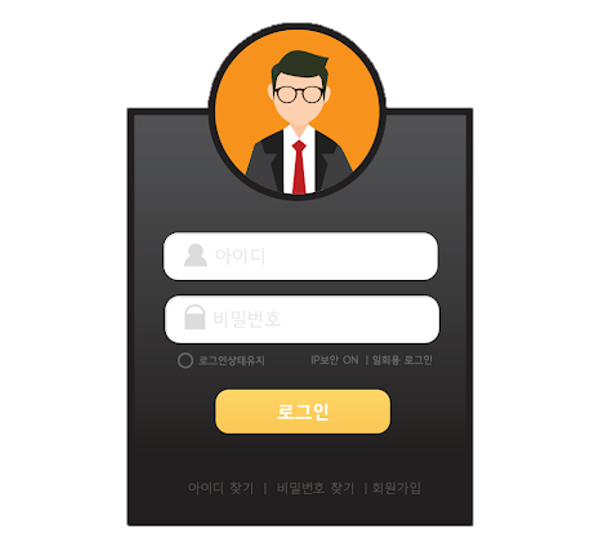 아이디
비밀번호
로그인상태유지 IP보안 ON | 일회용 로그인
로그인
아이디 찾기 | 비밀번호 찾기 | 회원가입